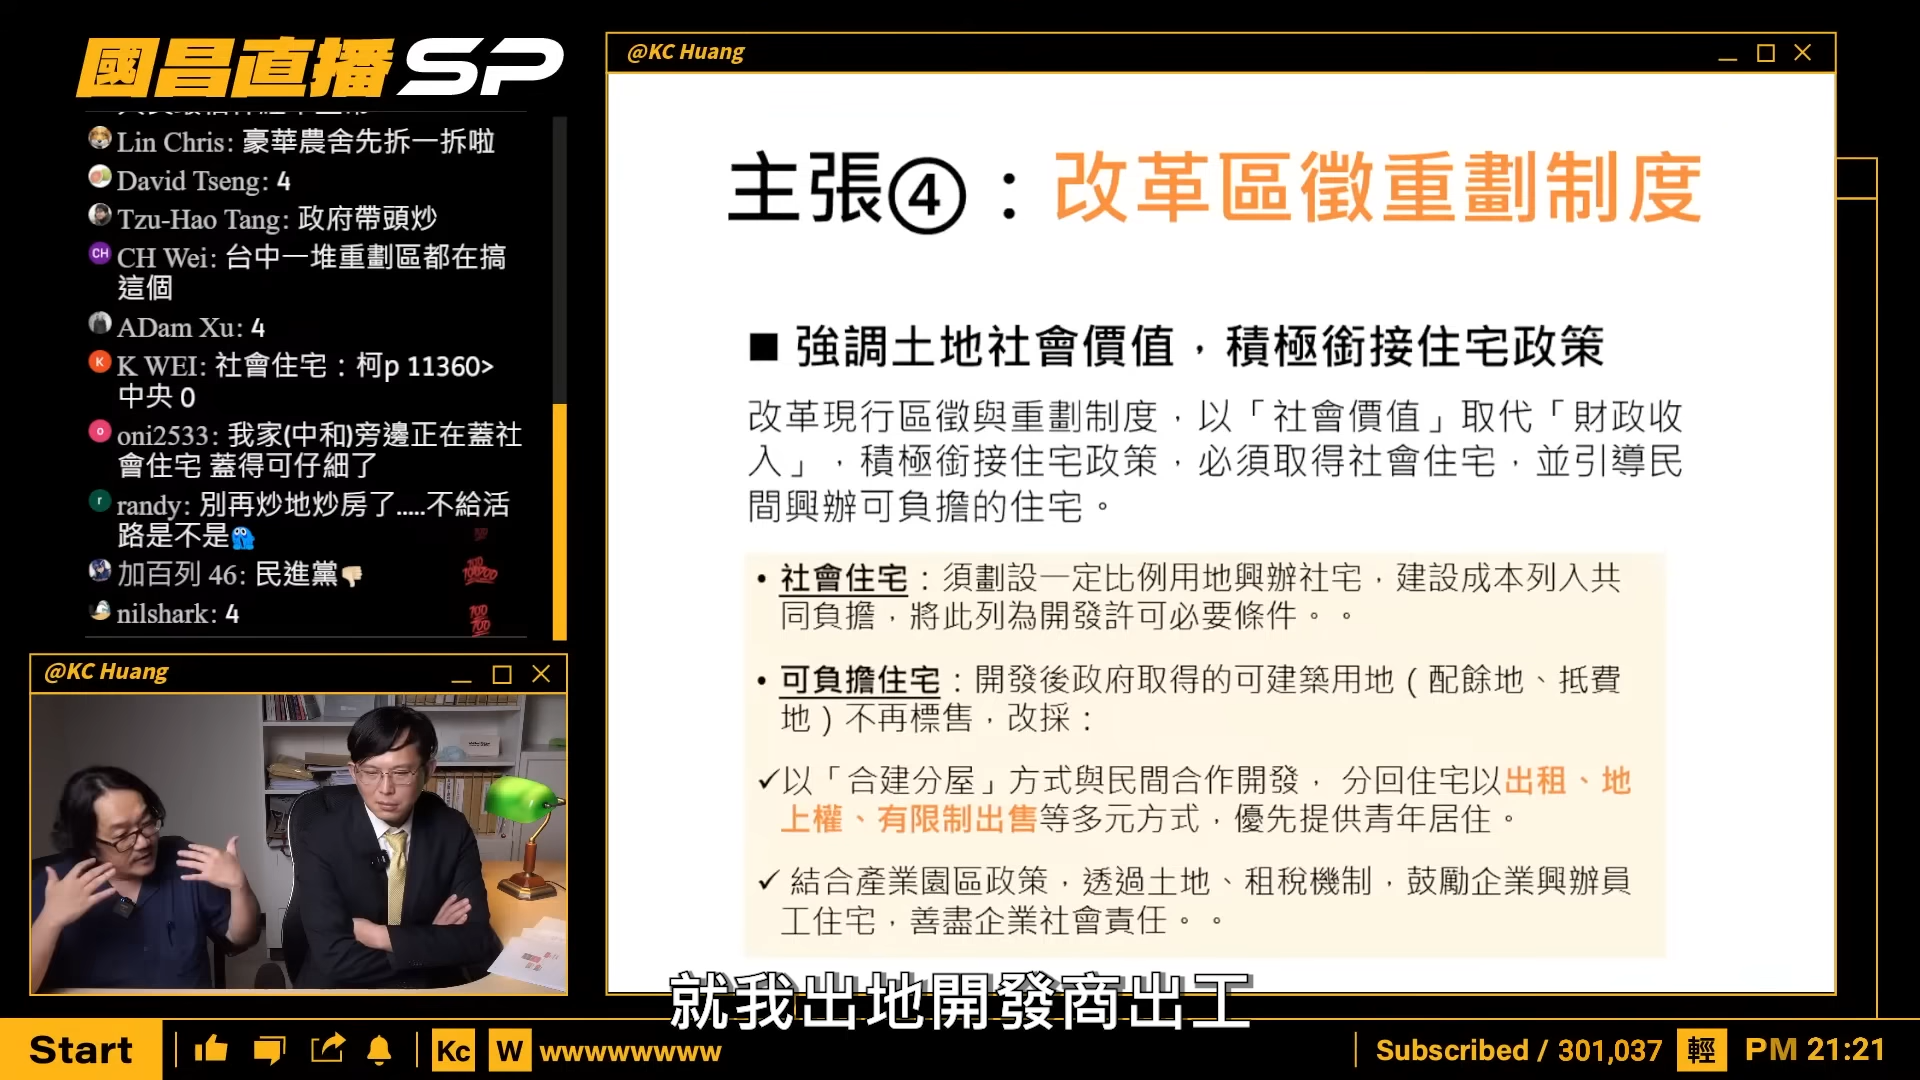 國昌直播SP
Lin Chris: 豪華農舍先拆一拆啦
David Tseng: 4
Tzu-Hao Tang: 政府帶頭炒
CH Wei: 台中一堆重劃區都在搞
這個
ADam Xu: 4
K WEI: 社會住宅：柯p 11360>
中央 0
oni2533: 我家(中和)旁邊正在蓋社
會住宅 蓋得可仔細了
randy: 別再炒地炒房了.....不給活
路是不是
加百列 46: 民進黨👎
nilshark: 4
@KC Huang
@KC Huang
主張④：改革區徵重劃制度
■ 強調土地社會價值，積極銜接住宅政策
改革現行區徵與重劃制度，以「社會價值」取代「財政收
入」，積極銜接住宅政策，必須取得社會住宅，並引導民
間興辦可負擔的住宅。
• 社會住宅：須劃設一定比例用地興辦社宅，建設成本列入共
同負擔，將此列為開發許可必要條件。。
• 可負擔住宅：開發後政府取得的可建築用地（配餘地、抵費
地）不再標售，改採：
✓以「合建分屋」方式與民間合作開發， 分回住宅以出租、地
上權、有限制出售等多元方式，優先提供青年居住。
✓ 結合產業園區政策，透過土地、租稅機制，鼓勵企業興辦員
工住宅，善盡企業社會責任。。
就我出地開發商出工
Start
Kc W wwwwwwwww
Subscribed / 301,037 輕 PM 21:21